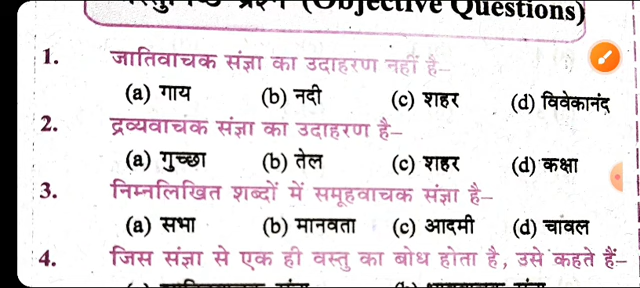 (Objective Questions)
1. जातिवाचक संज्ञा का उदाहरण नहीं है–
(a) गाय (b) नदी (c) शहर (d) विवेकानंद
2. द्रव्यवाचक संज्ञा का उदाहरण है–
(a) गुच्छा (b) तेल (c) शहर (d) कक्षा
3. निम्नलिखित शब्दों में समूहवाचक संज्ञा है–
(a) सभा (b) मानवता (c) आदमी (d) चावल
4. जिस संज्ञा से एक ही वस्तु का बोध होता है, उसे कहते हैं–